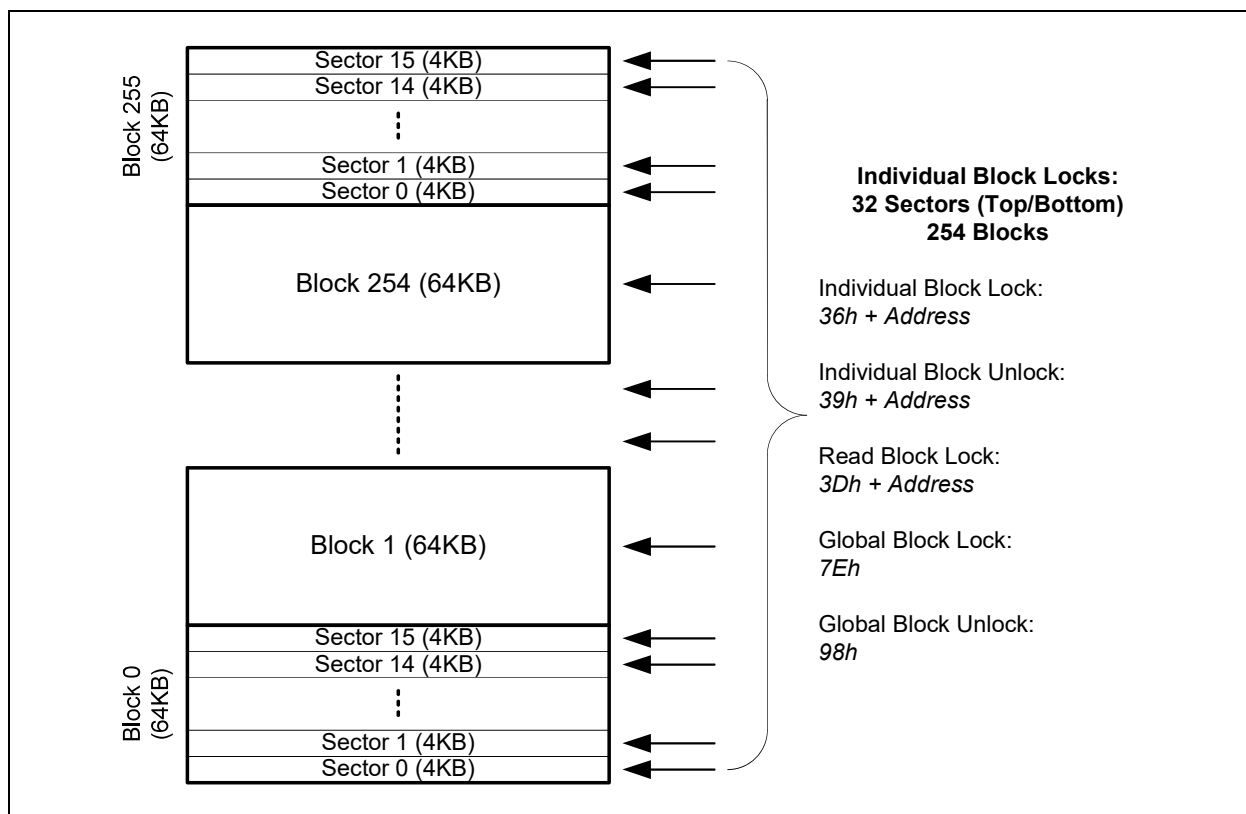 Block 255
(64KB)
Sector 15 (4KB)
Sector 14 (4KB)
Sector 1 (4KB)
Sector 0 (4KB)
Block 254 (64KB)
Block 1 (64KB)
Block 0
(64KB)
Sector 15 (4KB)
Sector 14 (4KB)
Sector 1 (4KB)
Sector 0 (4KB)
Individual Block Locks:
32 Sectors (Top/Bottom)
254 Blocks
Individual Block Lock:
36h + Address
Individual Block Unlock:
39h + Address
Read Block Lock:
3Dh + Address
Global Block Lock:
7Eh
Global Block Unlock:
98h